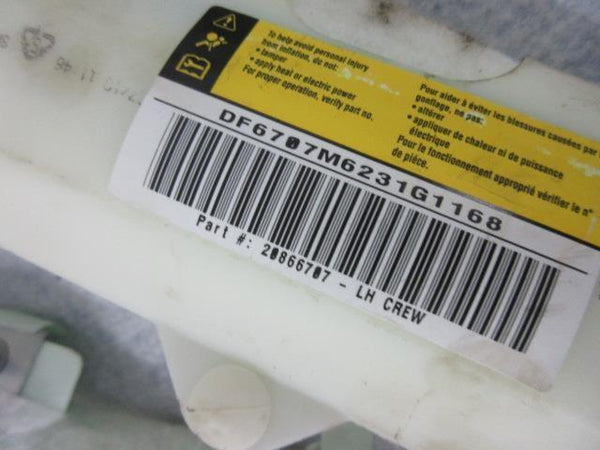 To help avoid personal injury
from inflation, do not:
• tamper
• apply heat or electric power
For proper operation, verify part no.
Pour aider à éviter les blessures causées par
gonflage, ne pas:
• altérer
• appliquer de chaleur ni de puissance
électrique
Pour le fonctionnement approprié vérifier le n°
de pièce.
DF6707M6231G1168
Part #: 20866707 - LH CREW